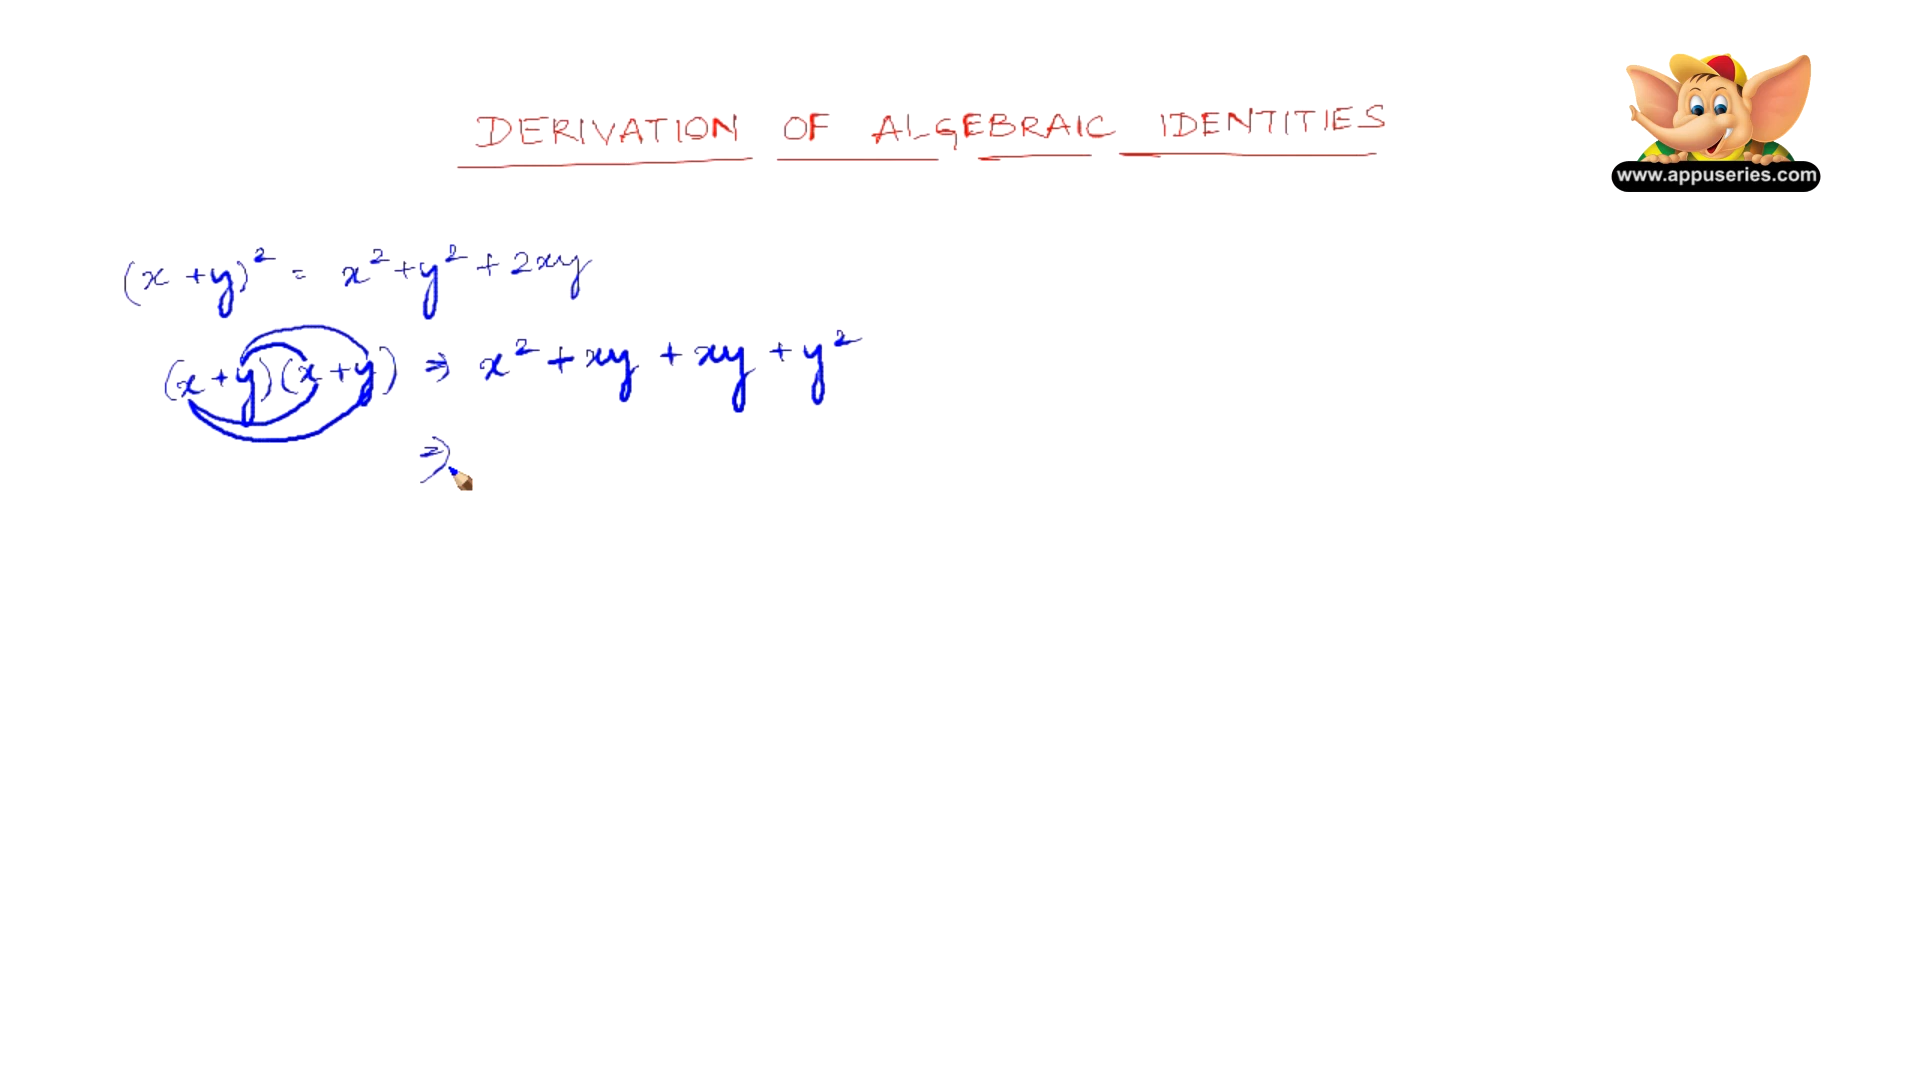 DERIVATION OF ALGEBRAIC IDENTITIES
www.appuseries.com
(x+y)² = x²+y²+2xy
(x+y)(x+y) ⇒ x²+xy+xy+y²
⇒